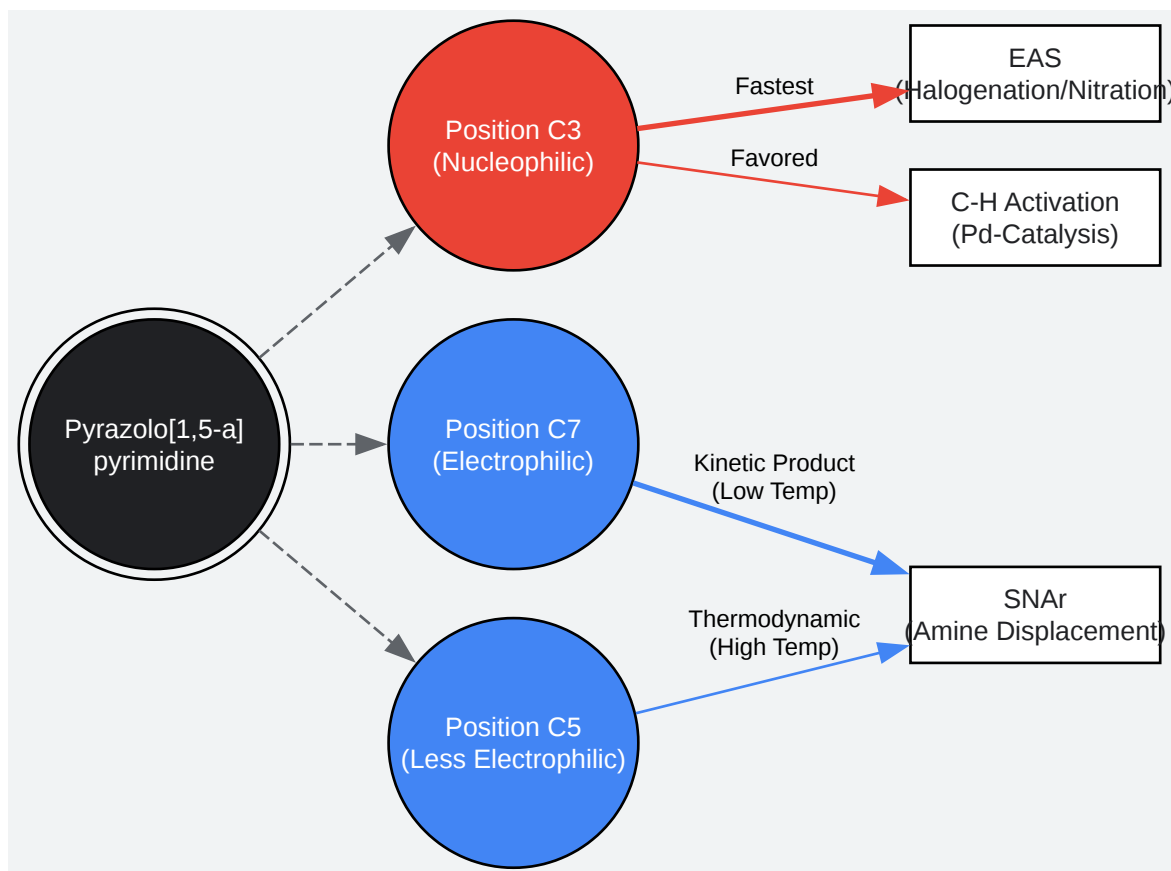 Pyrazolo[1,5-a]
pyrimidine
Position C3
(Nucleophilic)
Position C7
(Electrophilic)
Position C5
(Less Electrophilic)
Fastest
Favored
Kinetic Product
(Low Temp)
Thermodynamic
(High Temp)
EAS
(Halogenation/Nitration)
C-H Activation
(Pd-Catalysis)
SNAr
(Amine Displacement)